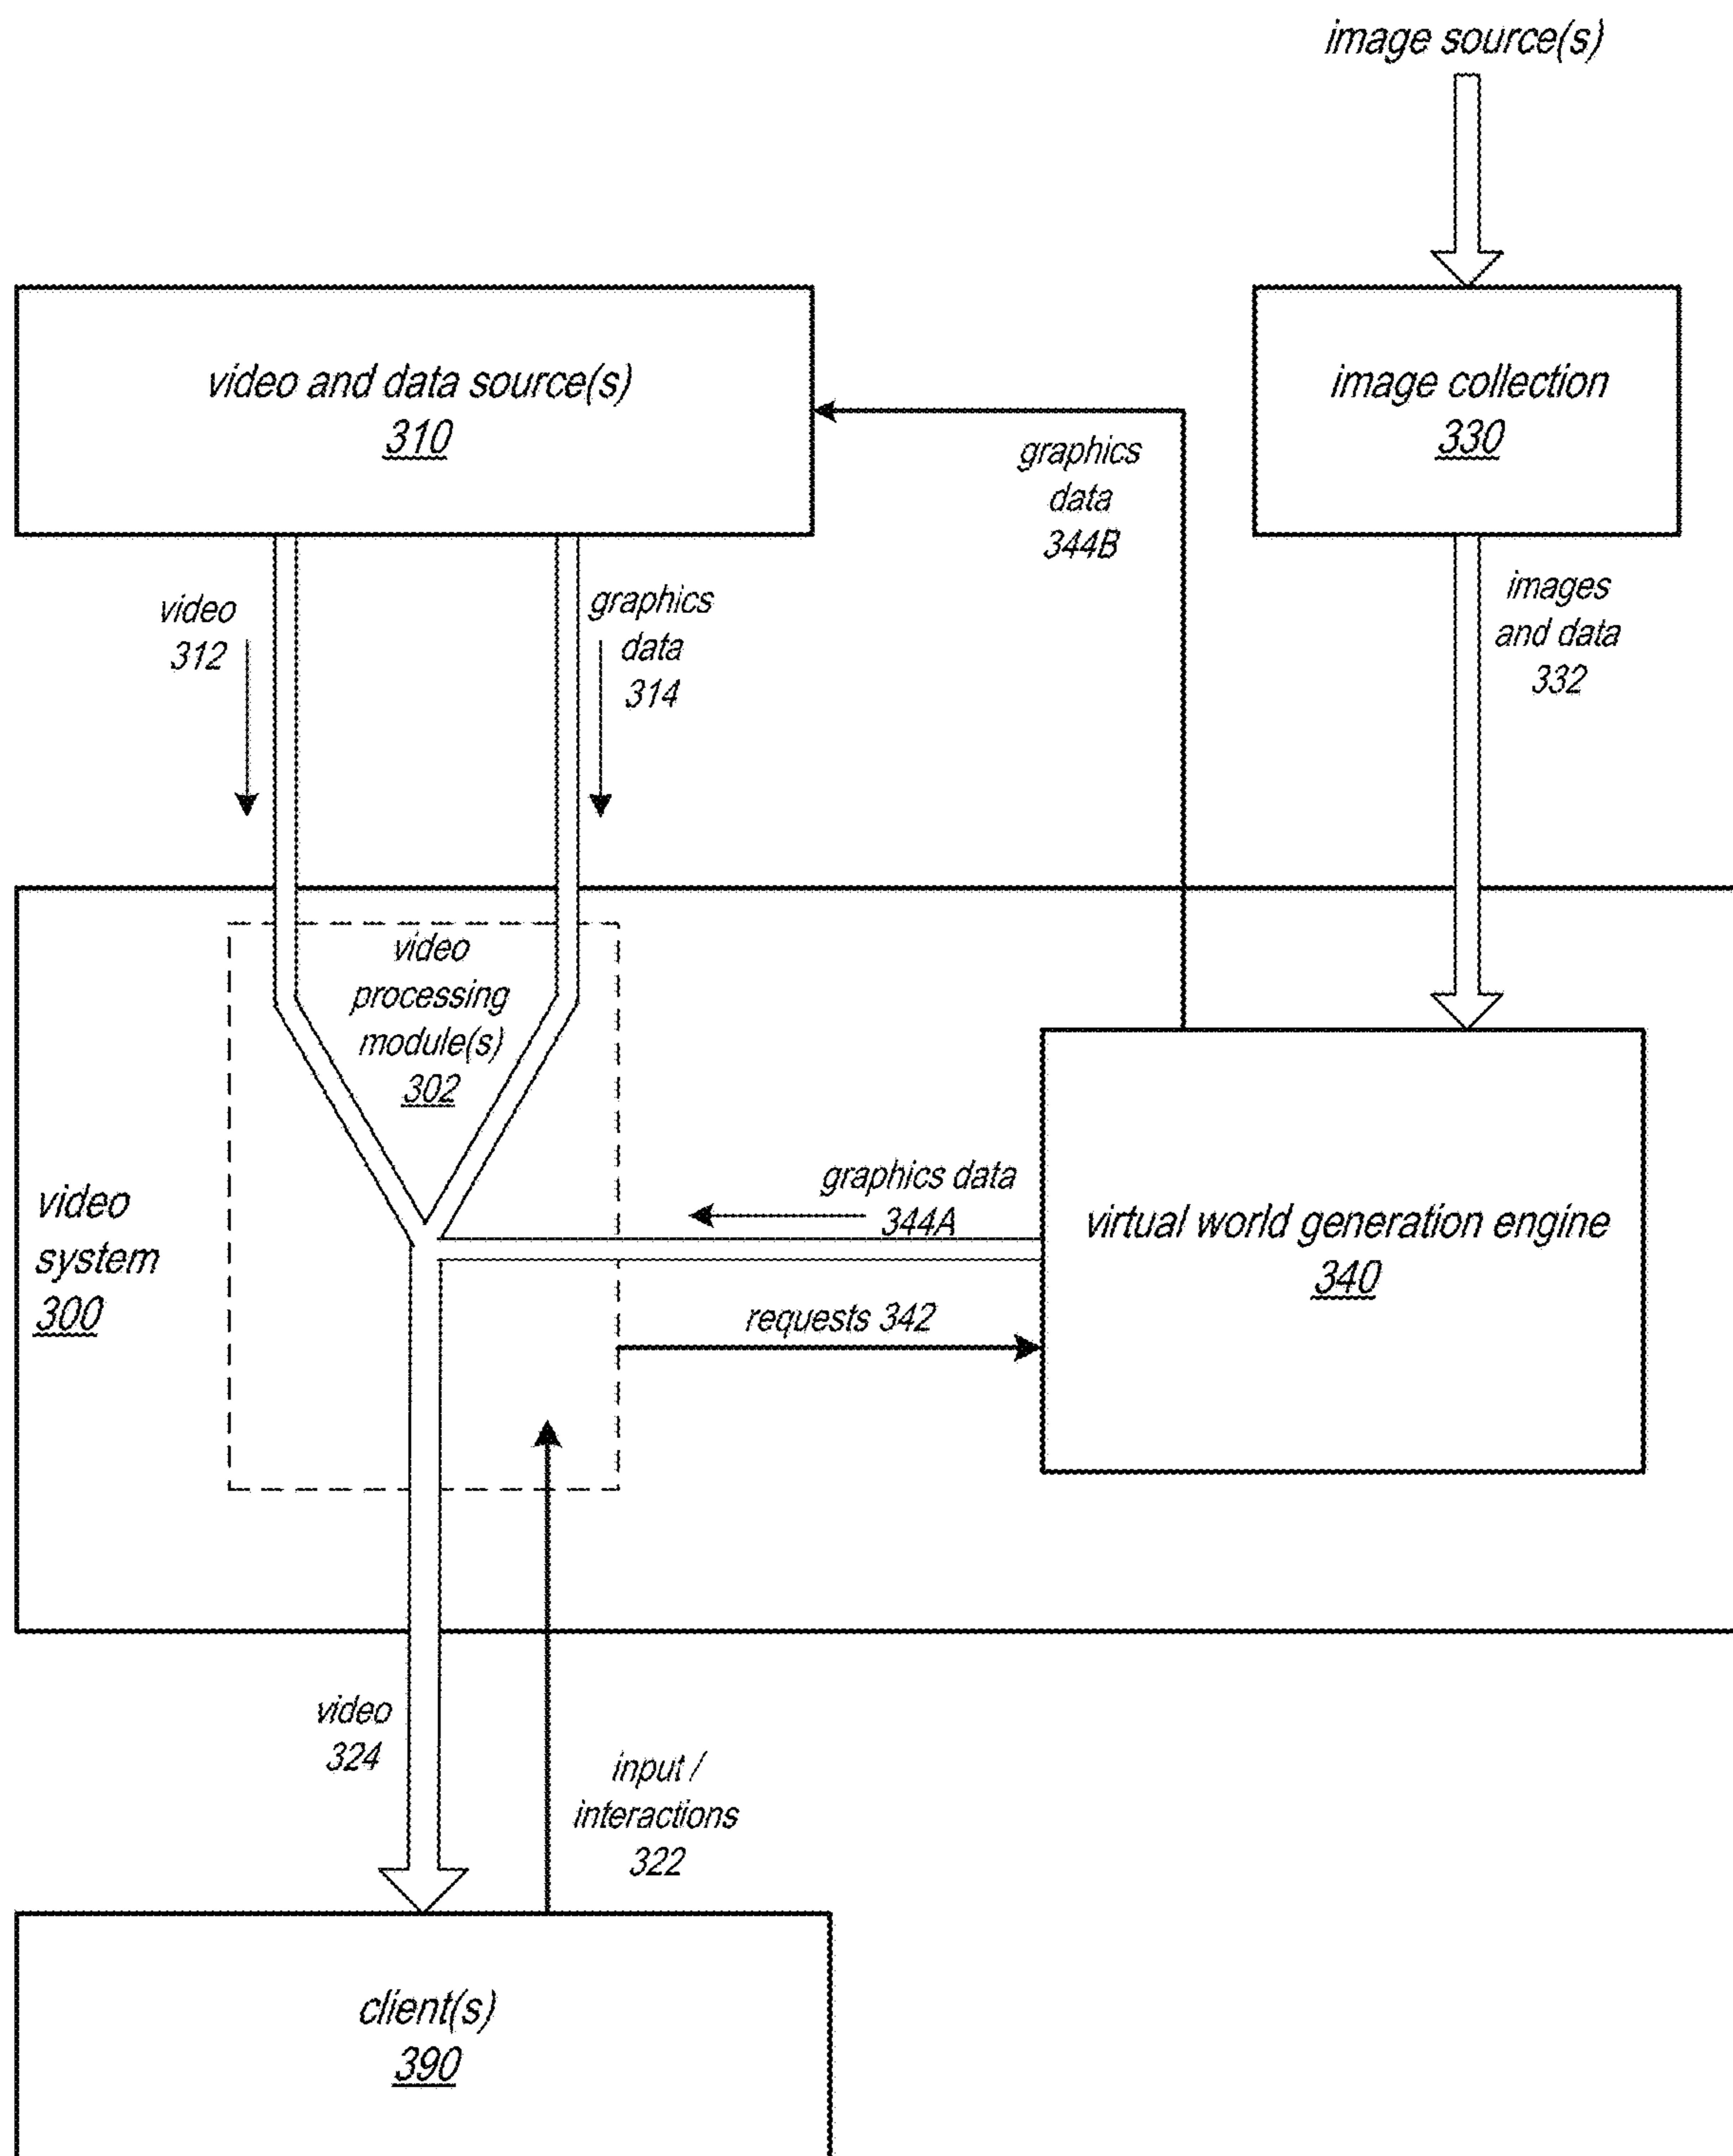 image source(s)
video and data source(s)
310
image collection
330
graphics
data
344B
video
312
graphics
data
314
images
and data
332
video
processing
module(s)
302
video
system
300
graphics data
344A
requests 342
virtual world generation engine
340
video
324
input /
interactions
322
client(s)
390